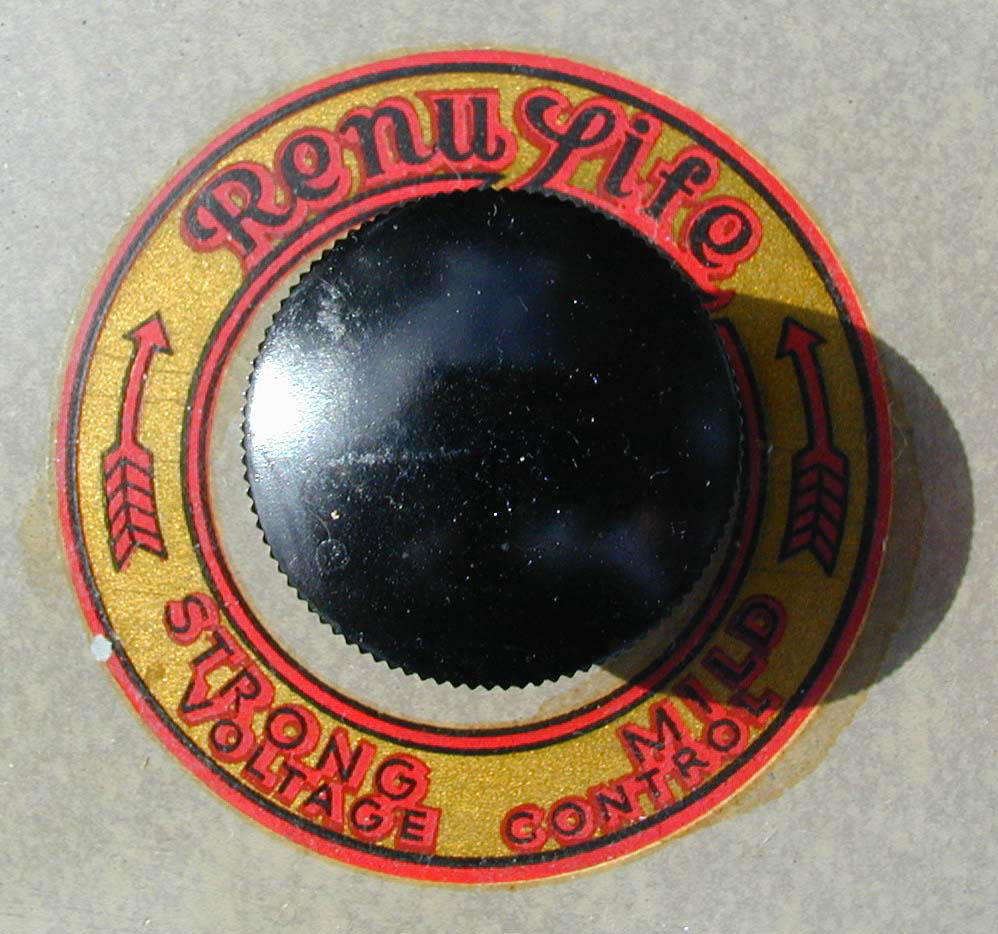 Renu Life
STRONG MILD
VOLTAGE CONTROL